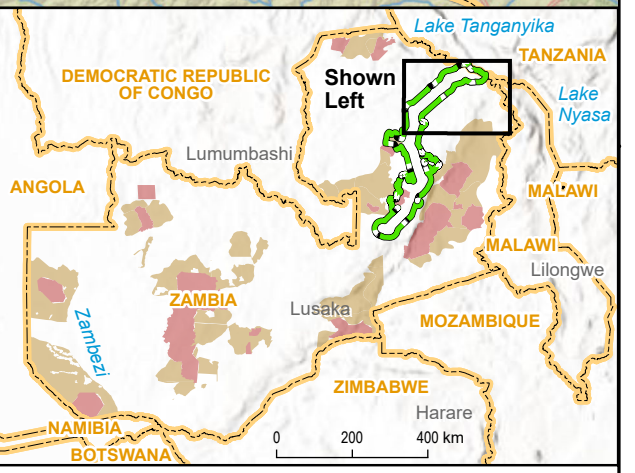 Lake Tanganyika
TANZANIA
DEMOCRATIC REPUBLIC
OF CONGO
Shown
Left
Lake
Nyasa
Lumumbashi
ANGOLA
MALAWI
MALAWI
Lilongwe
ZAMBIA
Zambezi
Lusaka
MOZAMBIQUE
ZIMBABWE
Harare
NAMIBIA
BOTSWANA
0 200 400 km